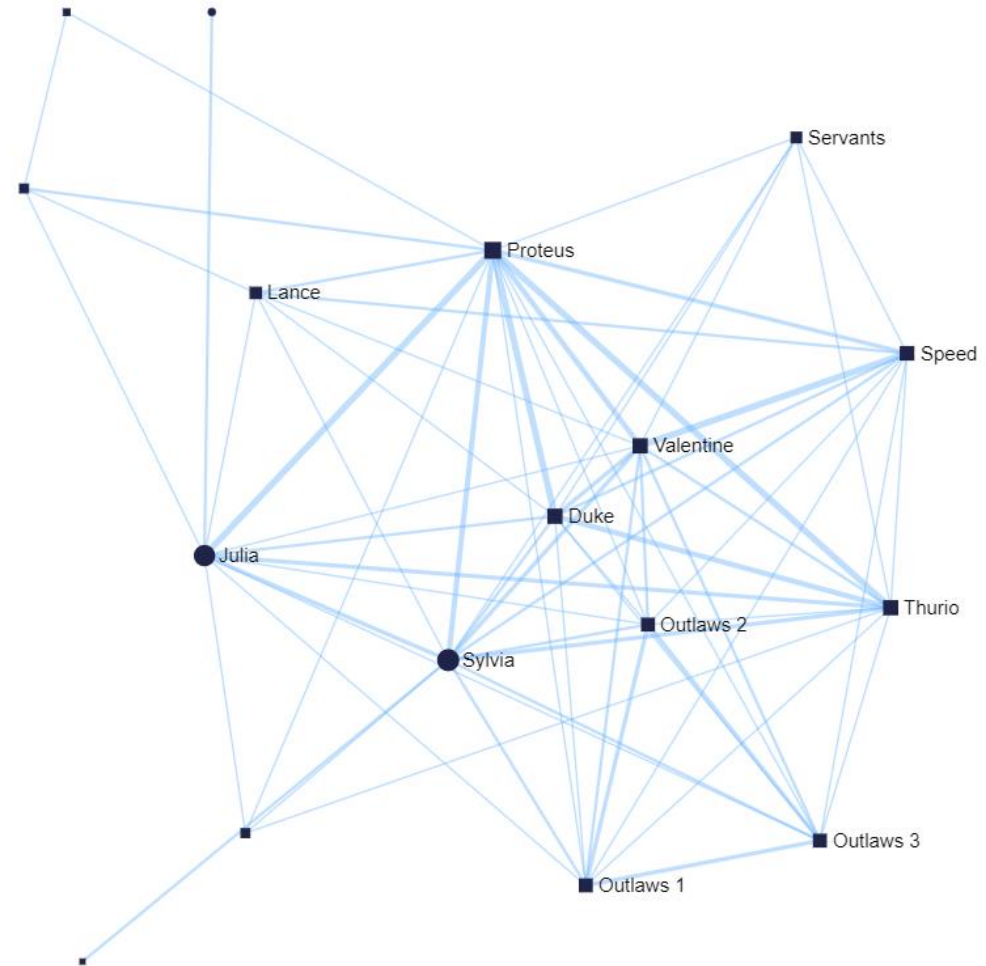 Servants
Proteus
Lance
Speed
Valentine
Duke
Julia
Thurio
Outlaws 2
Sylvia
Outlaws 3
Outlaws 1